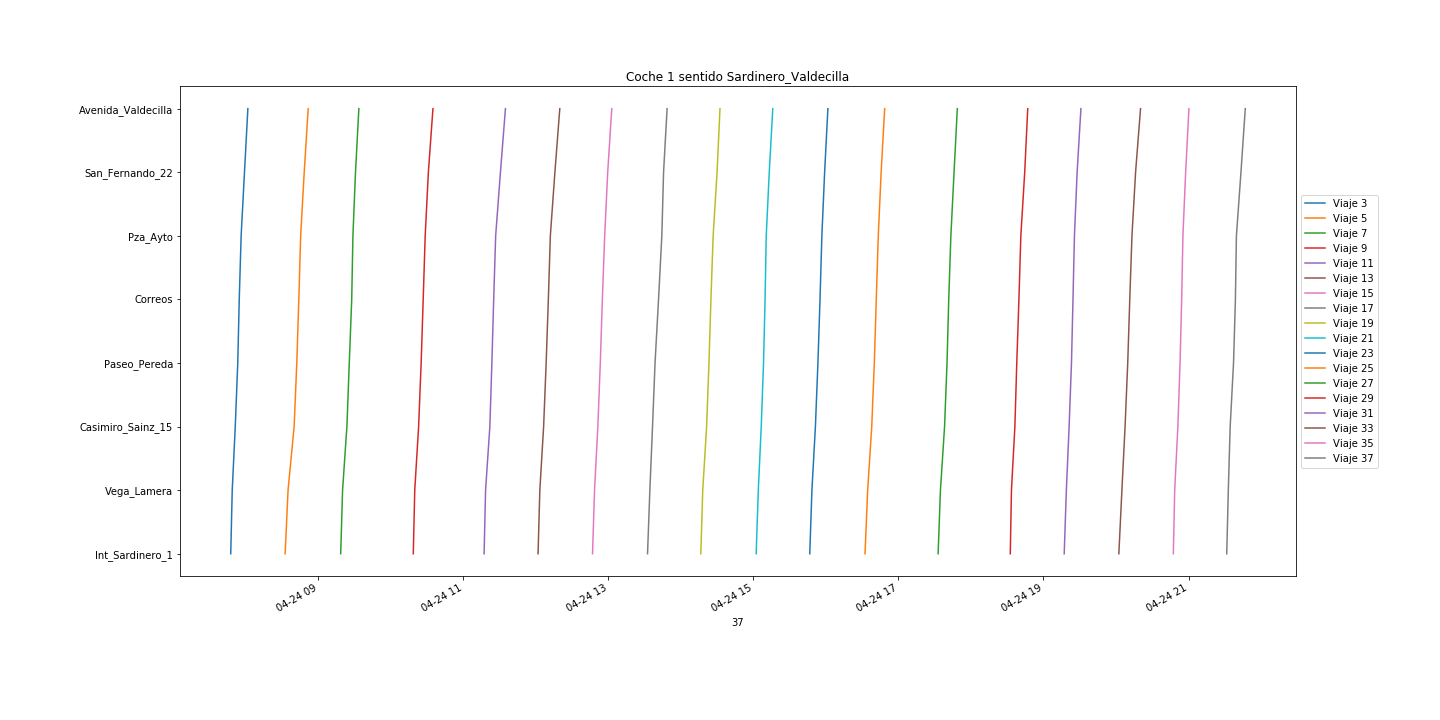 Coche 1 sentido Sardinero_Valdecilla
Avenida_Valdecilla
San_Fernando_22
Pza_Ayto
Correos
Paseo_Pereda
Casimiro_Sainz_15
Vega_Lamera
Int_Sardinero_1
04-24 09
04-24 11
04-24 13
04-24 15
04-24 17
04-24 19
04-24 21
37
Viaje 3
Viaje 5
Viaje 7
Viaje 9
Viaje 11
Viaje 13
Viaje 15
Viaje 17
Viaje 19
Viaje 21
Viaje 23
Viaje 25
Viaje 27
Viaje 29
Viaje 31
Viaje 33
Viaje 35
Viaje 37